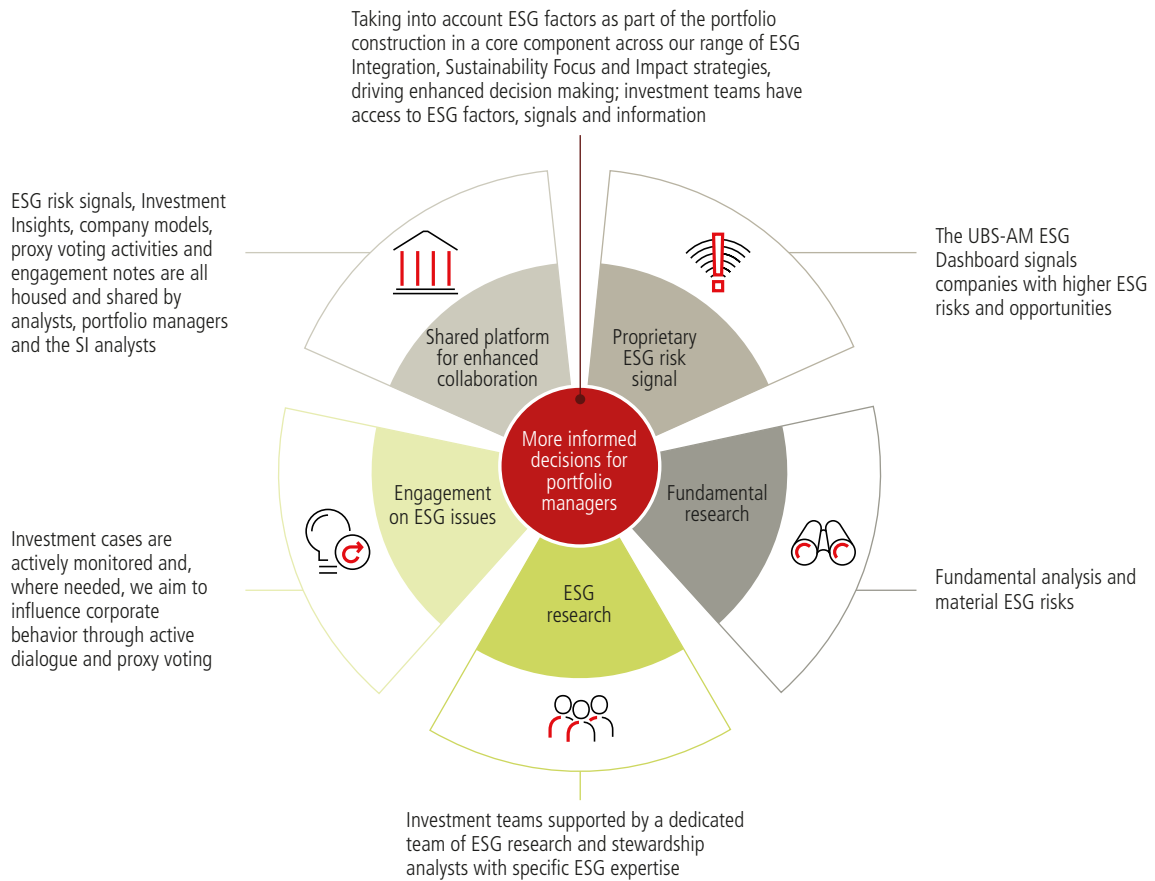 Taking into account ESG factors as part of the portfolio
construction in a core component across our range of ESG
Integration, Sustainability Focus and Impact strategies,
driving enhanced decision making; investment teams have
access to ESG factors, signals and information
ESG risk signals, Investment
Insights, company models,
proxy voting activities and
engagement notes are all
housed and shared by
analysts, portfolio managers
and the SI analysts
The UBS-AM ESG
Dashboard signals
companies with higher ESG
risks and opportunities
Shared platform
for enhanced
collaboration
Proprietary
ESG risk
signal
More informed
decisions for
portfolio
managers
Engagement
on ESG issues
Fundamental
research
Investment cases are
actively monitored and,
where needed, we aim to
influence corporate
behavior through active
dialogue and proxy voting
Fundamental analysis and
material ESG risks
ESG
research
Investment teams supported by a dedicated
team of ESG research and stewardship
analysts with specific ESG expertise